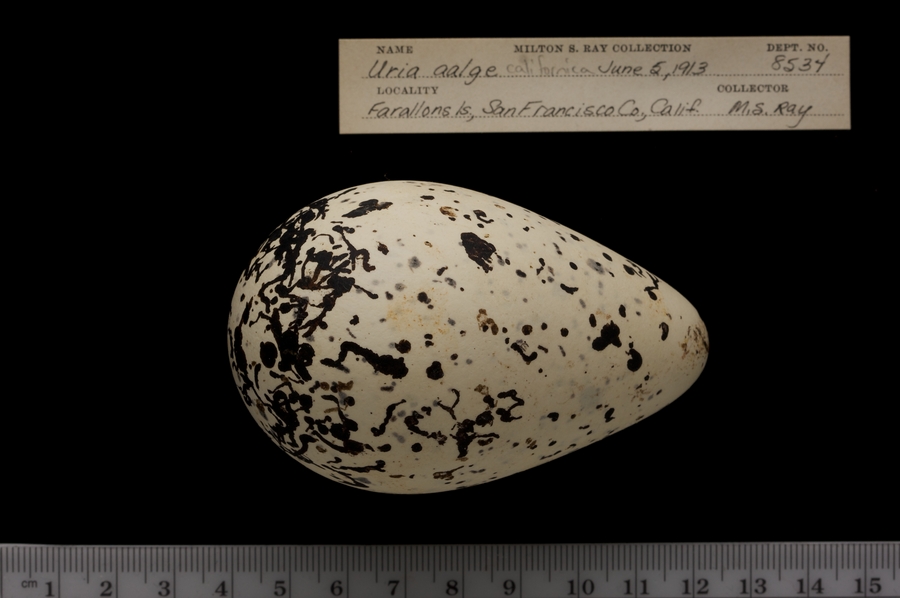 NAME MILTON S. RAY COLLECTION DEPT. NO.
Uria aalge californica June 5, 1913 8534
LOCALITY COLLECTOR
Farallons Is, San Francisco Co., Calif. M.S. Ray
cm 1 2 3 4 5 6 7 8 9 10 11 12 13 14 15